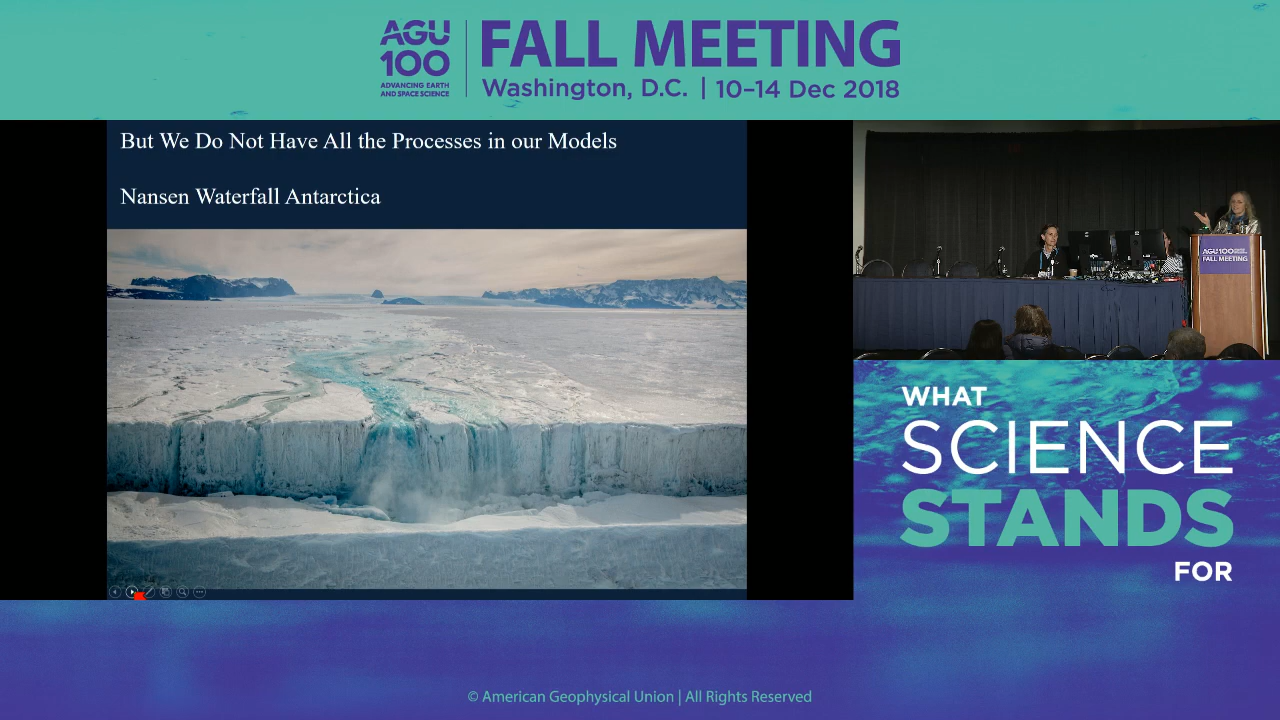 AGU
100
ADVANCING EARTH
AND SPACE SCIENCE
FALL MEETING
Washington, D.C. | 10–14 Dec 2018
But We Do Not Have All the Processes in our Models
Nansen Waterfall Antarctica
AGU100
FALL MEETING
WHAT
SCIENCE
STANDS
FOR
© American Geophysical Union | All Rights Reserved